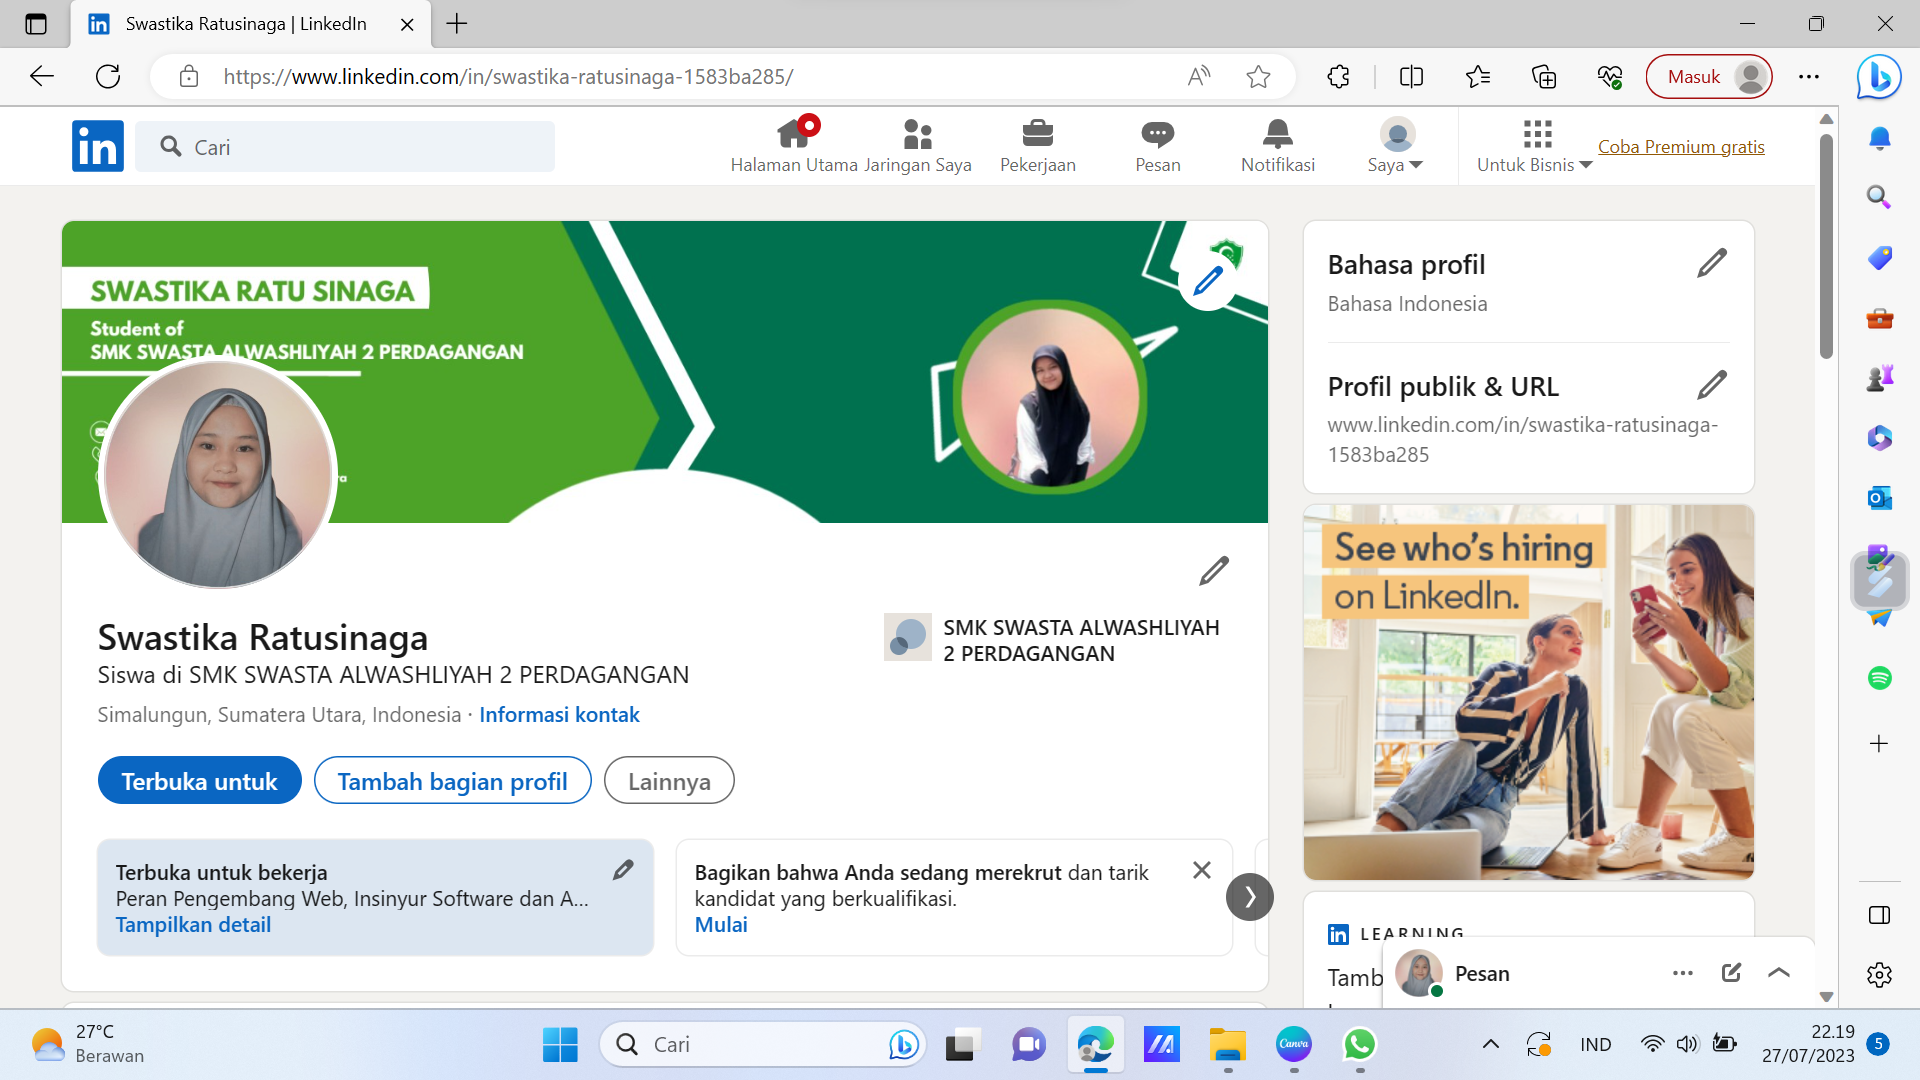 Swastika Ratusinaga | LinkedIn
https://www.linkedin.com/in/swastika-ratusinaga-1583ba285/
Masuk
in
Cari
Halaman Utama
Jaringan Saya
Pekerjaan
Pesan
Notifikasi
Saya
Untuk Bisnis
Coba Premium gratis
SWASTIKA RATU SINAGA
Student of
SMK SWASTA ALWASHLIYAH 2 PERDAGANGAN
Swastika Ratusinaga
Siswa di SMK SWASTA ALWASHLIYAH 2 PERDAGANGAN
Simalungun, Sumatera Utara, Indonesia · Informasi kontak
SMK SWASTA ALWASHLIYAH
2 PERDAGANGAN
Terbuka untuk
Tambah bagian profil
Lainnya
Terbuka untuk bekerja
Peran Pengembang Web, Insinyur Software dan A...
Tampilkan detail
Bagikan bahwa Anda sedang merekrut dan tarik
kandidat yang berkualifikasi.
Mulai
Bahasa profil
Bahasa Indonesia
Profil publik & URL
www.linkedin.com/in/swastika-ratusinaga-
1583ba285
See who's hiring
on LinkedIn.
in LEARNING
Tamb
Pesan
27°C
Berawan
Cari
Canva
IND
22.19
27/07/2023
5